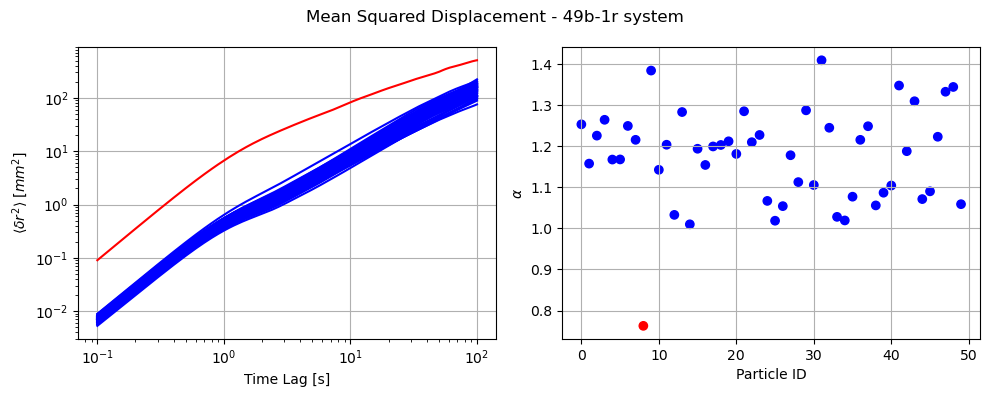 Mean Squared Displacement - 49b-1r system
⟨δr²⟩ [mm²]
10²
10¹
10⁰
10⁻¹
10⁻²
10⁻¹ 10⁰ 10¹ 10²
Time Lag [s]
α
1.4
1.3
1.2
1.1
1.0
0.9
0.8
0 10 20 30 40 50
Particle ID